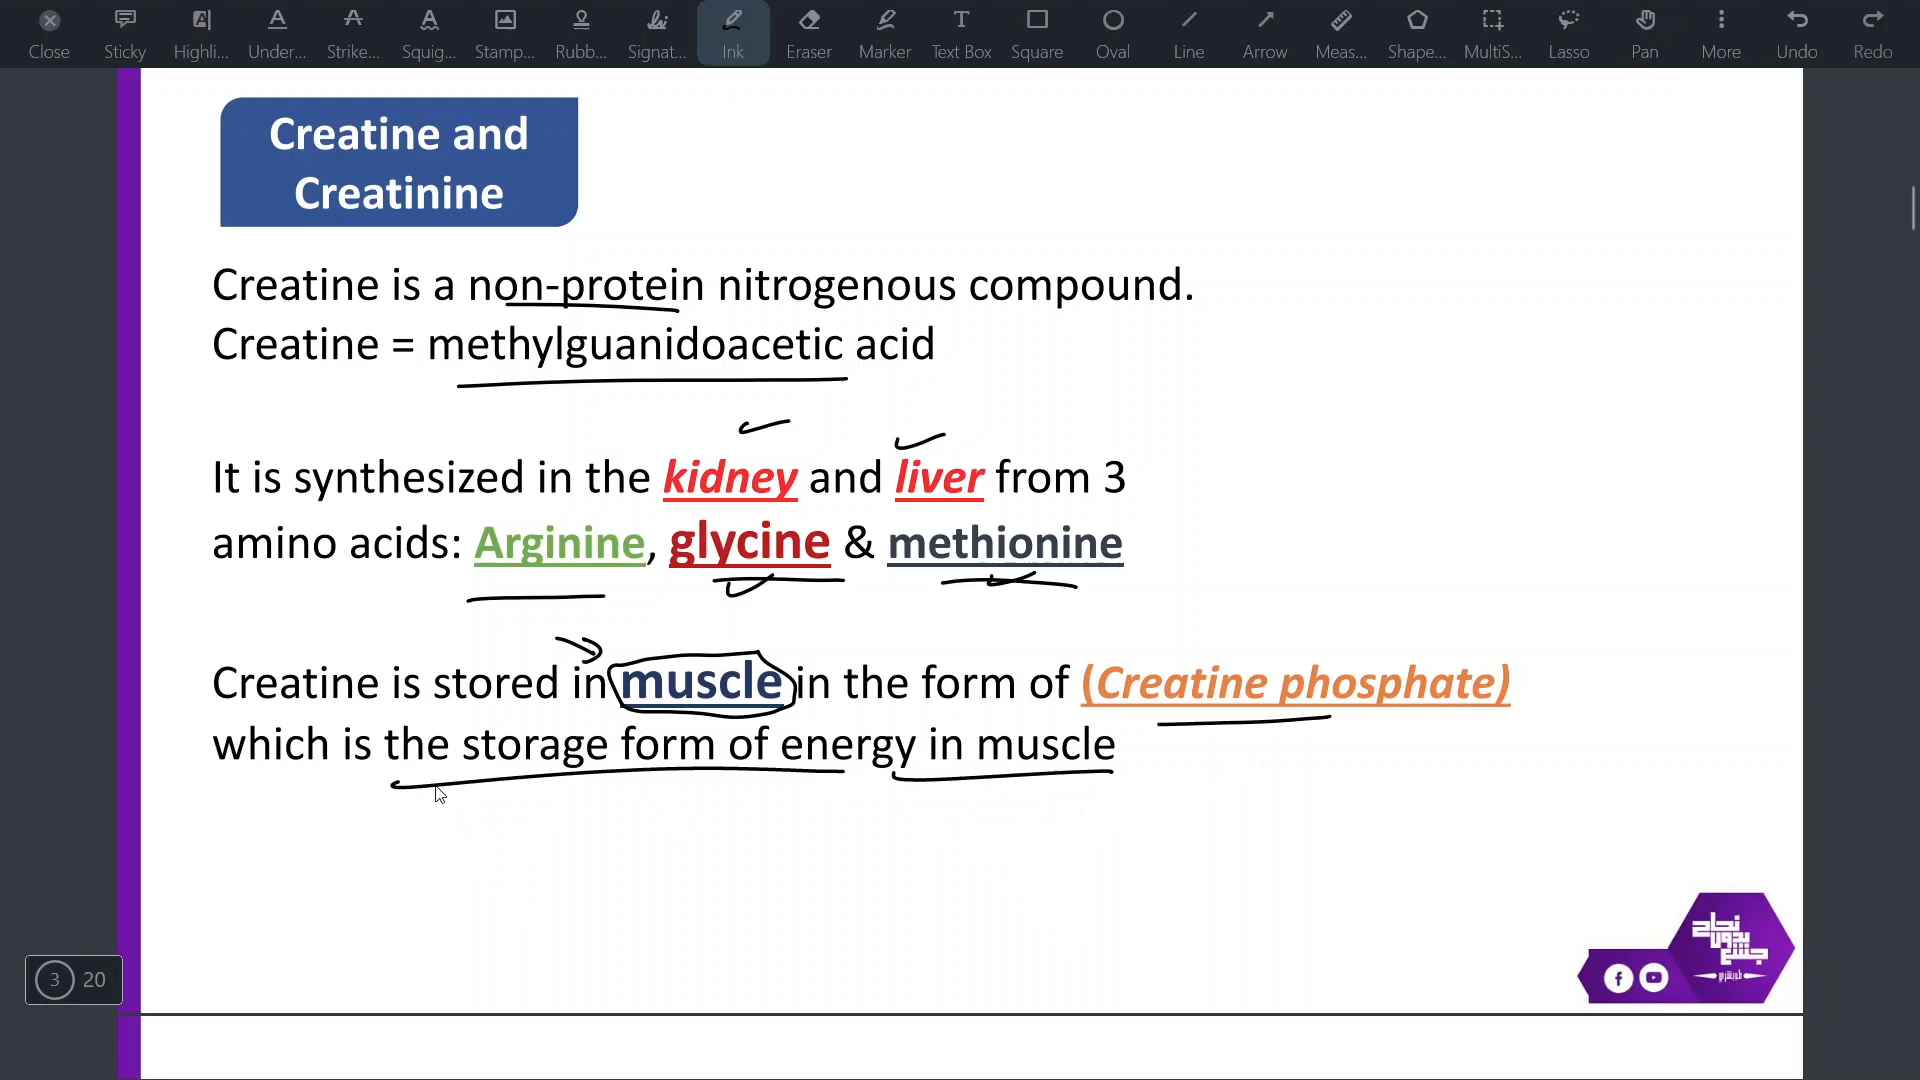 Close Sticky Highli... Under... Strike... Squig... Stamp... Rubb... Signat... Ink Eraser Marker Text Box Square Oval Line Arrow Meas... Shape... MultiS... Lasso Pan More Undo Redo
Creatine and
Creatinine
Creatine is a non-protein nitrogenous compound.
Creatine = methylguanidoacetic acid
It is synthesized in the kidney and liver from 3
amino acids: Arginine, glycine & methionine
Creatine is stored in muscle in the form of (Creatine phosphate)
which is the storage form of energy in muscle
3 20